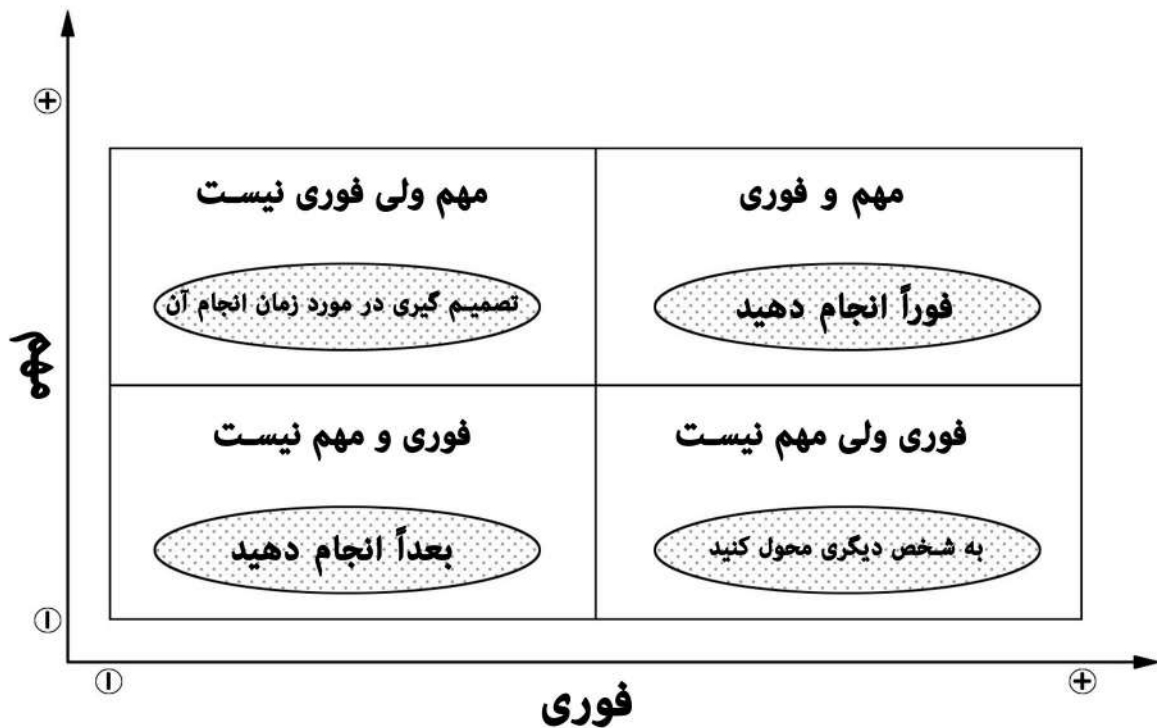 +
مهم و فوری
فوراً انجام دهید
مهم ولی فوری نیست
تصمیم گیری در مورد زمان انجام آن
مهم
فوری ولی مهم نیست
به شخص دیگری محول کنید
فوری و مهم نیست
بعداً انجام دهید
فوری
+